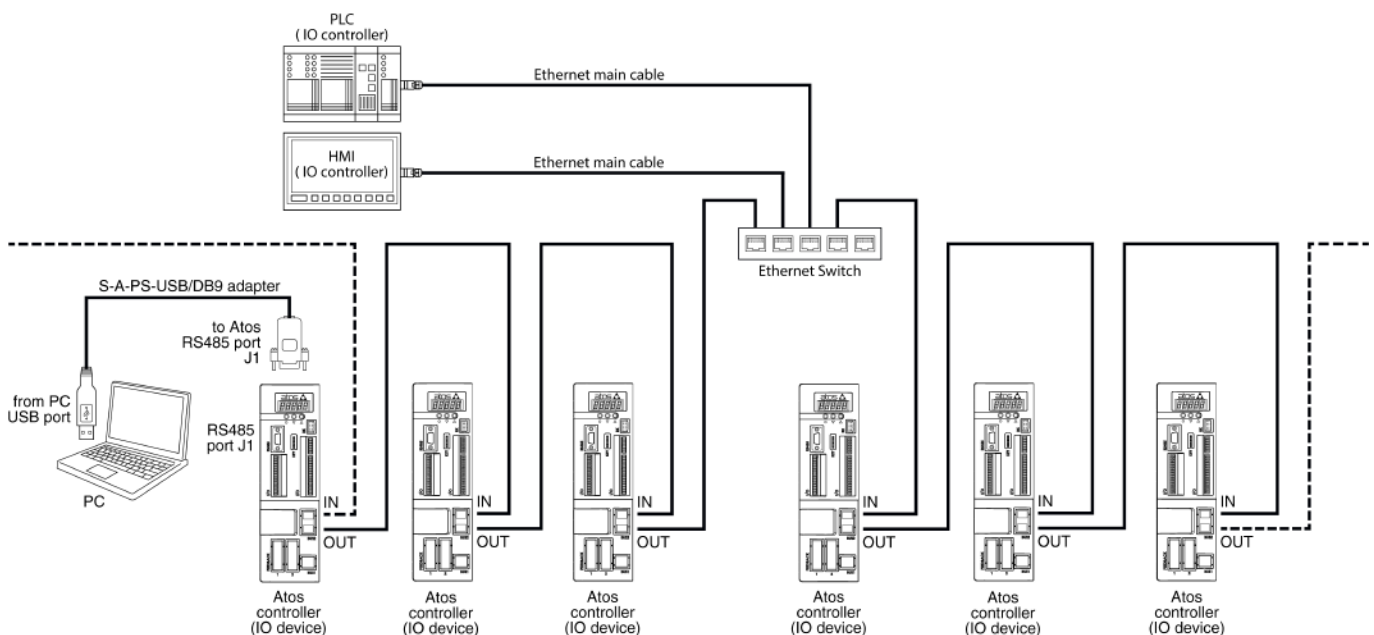 PLC
( IO controller)
Ethernet main cable
HMI
( IO controller)
Ethernet main cable
Ethernet Switch
S-A-PS-USB/DB9 adapter
to Atos
RS485 port
J1
from PC
USB port
PC
RS485
port J1
IN
OUT
Atos
controller
(IO device)
IN
OUT
Atos
controller
(IO device)
IN
OUT
Atos
controller
(IO device)
IN
OUT
Atos
controller
(IO device)
IN
OUT
Atos
controller
(IO device)
IN
OUT
Atos
controller
(IO device)